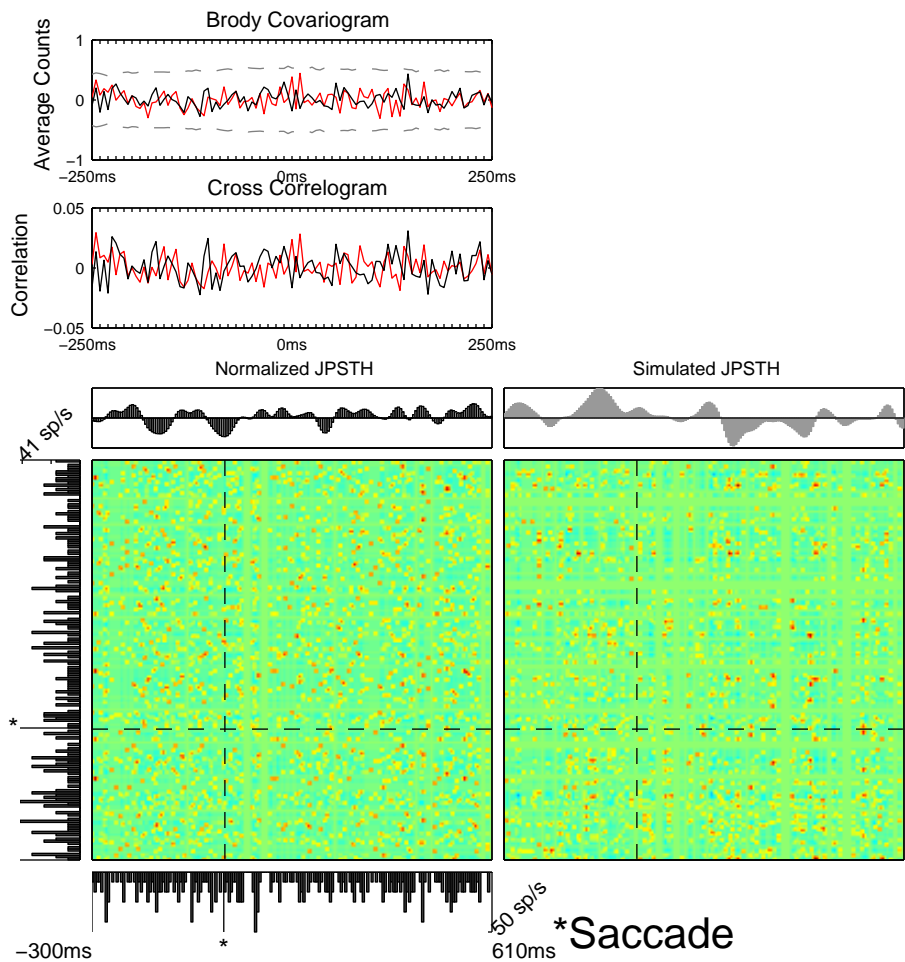 Brody Covariogram
Average Counts
1
0
−1
−250ms
0ms
250ms
Cross Correlogram
Correlation
0.05
0
−0.05
−250ms
0ms
250ms
Normalized JPSTH
Simulated JPSTH
41 sp/s
*
50 sp/s
*
−300ms
610ms
*Saccade